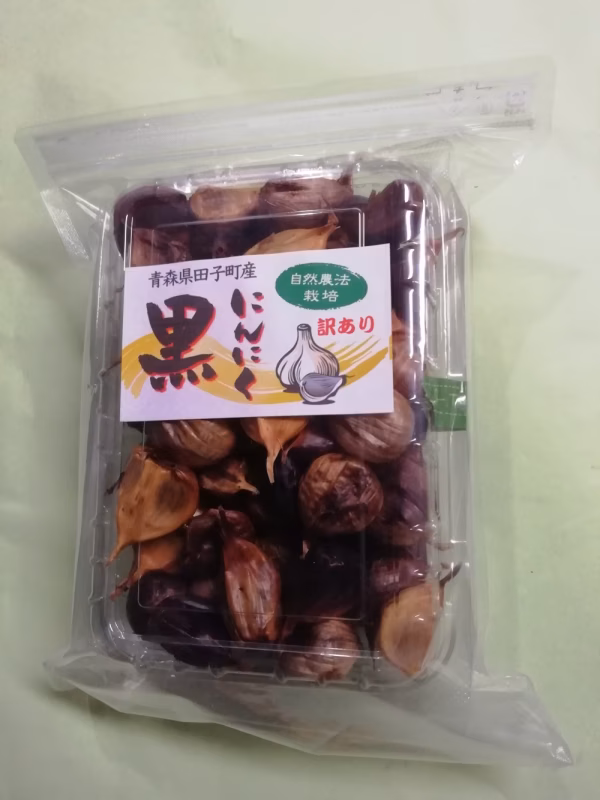 青森県田子町産
黒
にんにく
自然農法
栽培
訳あり